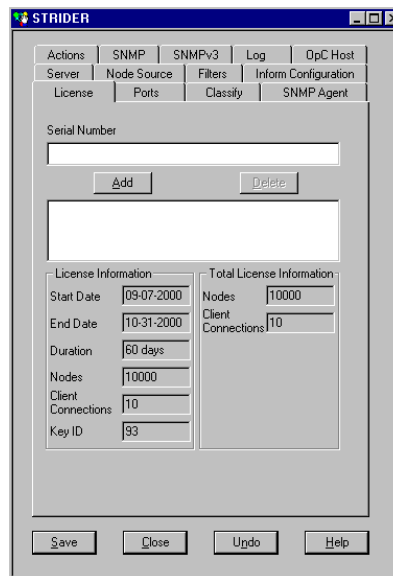 STRIDER
Actions SNMP SNMPv3 Log OpC Host
Server Node Source Filters Inform Configuration
License Ports Classify SNMP Agent
Serial Number
Add Delete
License Information
Start Date 09-07-2000
End Date 10-31-2000
Duration 60 days
Nodes 10000
Client
Connections 10
Key ID 93
Total License Information
Nodes 10000
Client
Connections 10
Save Close Undo Help